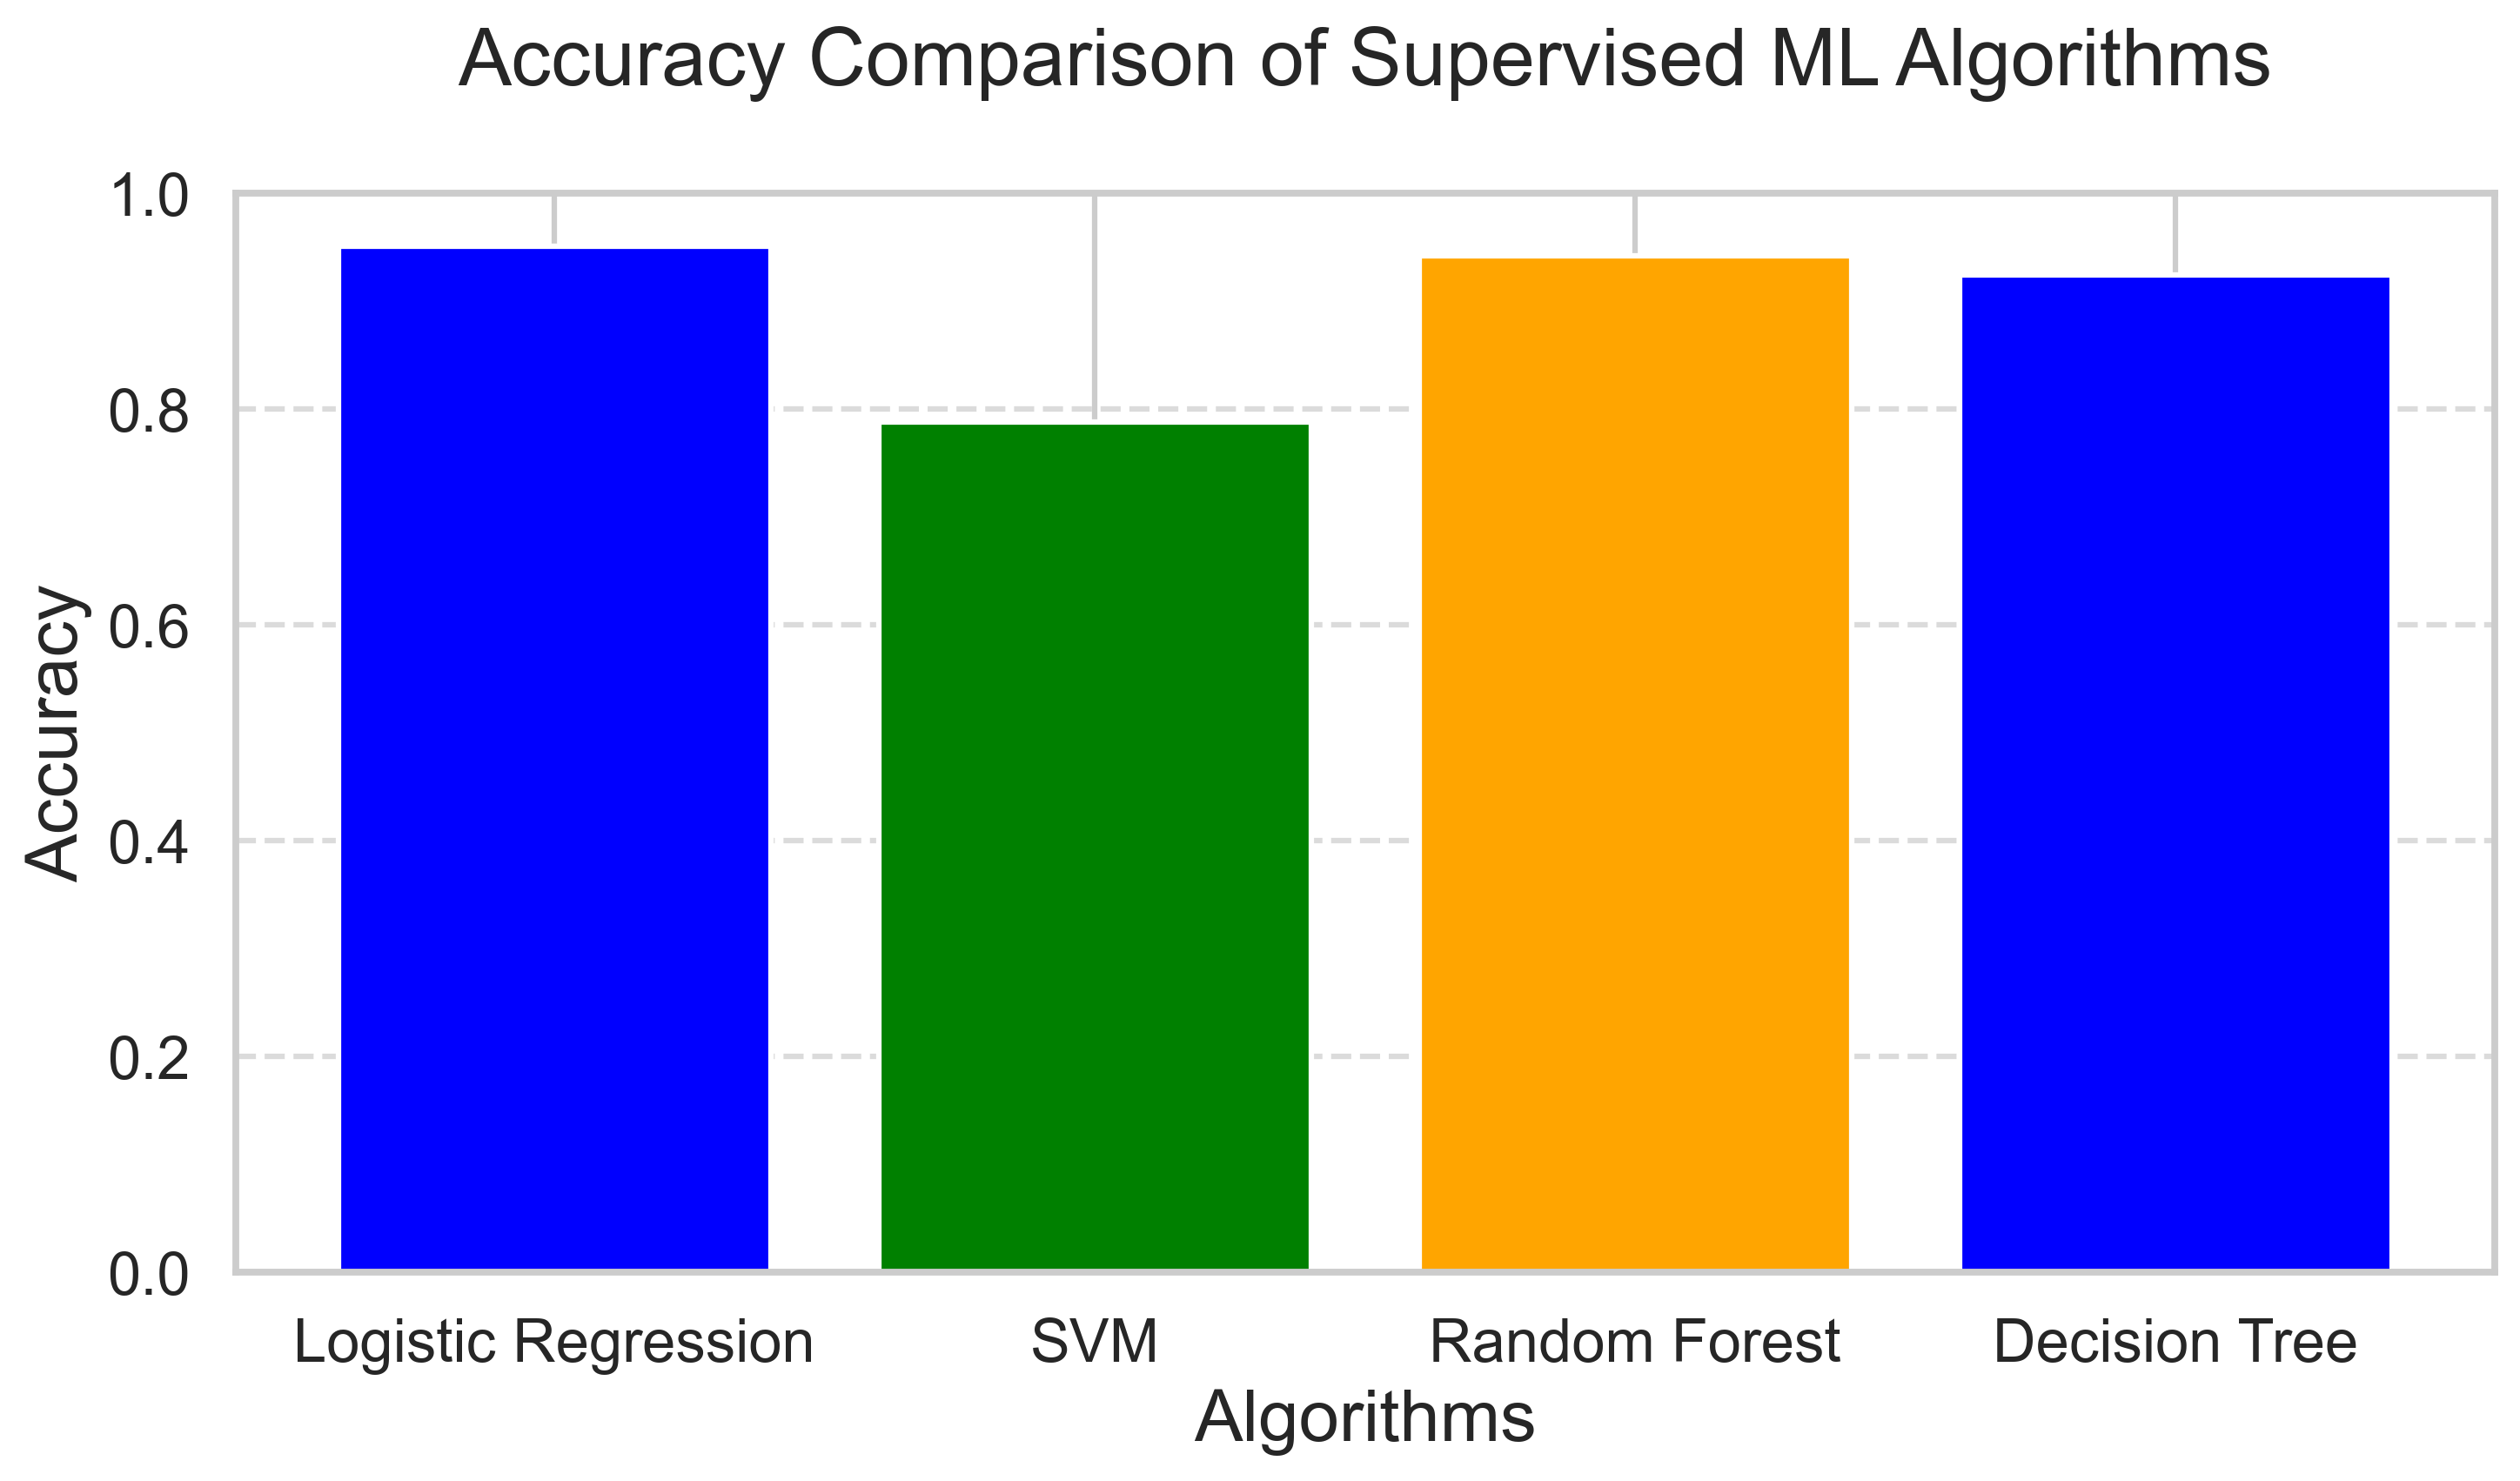 Accuracy Comparison of Supervised ML Algorithms
1.0
0.8
0.6
0.4
0.2
0.0
Accuracy
Logistic Regression SVM Random Forest Decision Tree
Algorithms